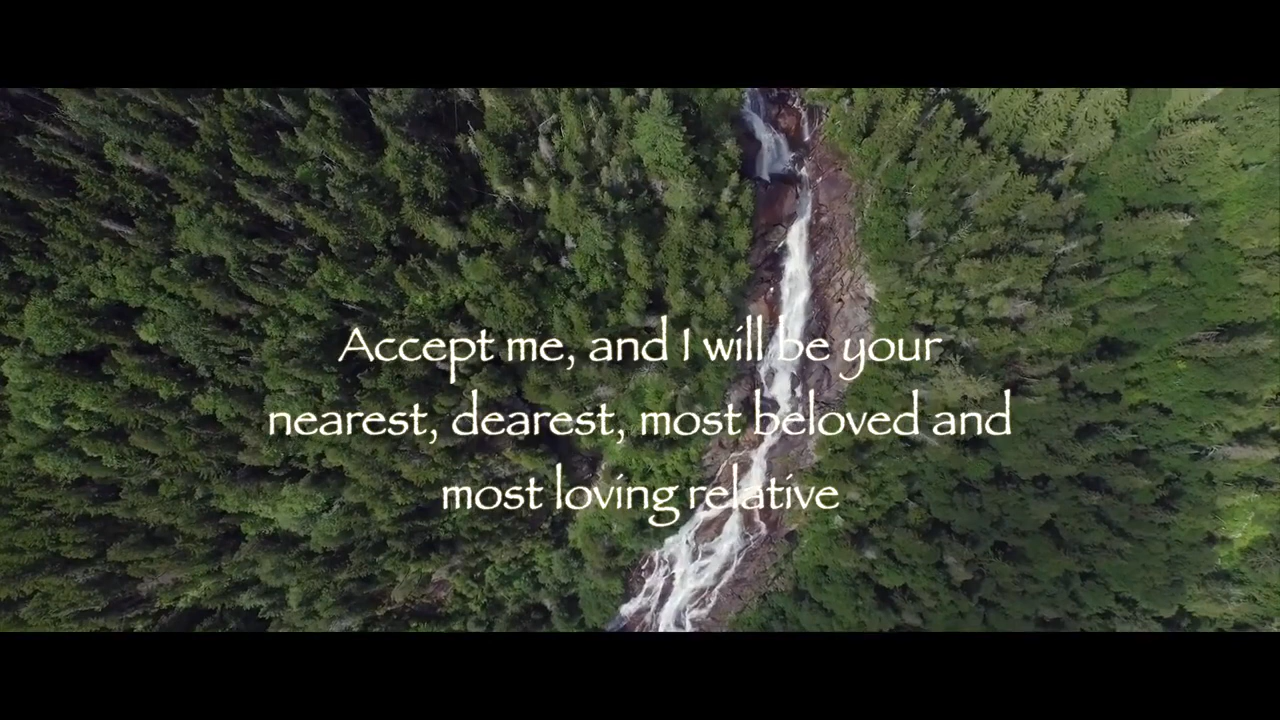 Accept me, and I will be your
nearest, dearest, most beloved and
most loving relative